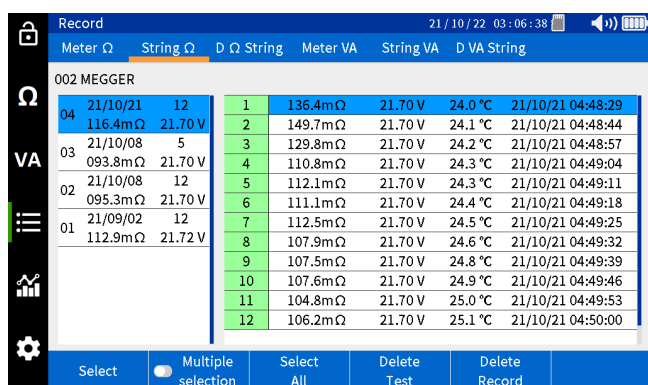 Record 21/10/22 03:06:38
Meter Ω String Ω D Ω String Meter VA String VA D VA String
002 MEGGER
Ω
VA
04 21/10/21 12
116.4mΩ 21.70 V
03 21/10/08 5
093.8mΩ 21.70 V
02 21/10/08 12
095.3mΩ 21.70 V
01 21/09/02 12
112.9mΩ 21.72 V
1 136.4mΩ 21.70 V 24.0 ℃ 21/10/21 04:48:29
2 149.7mΩ 21.70 V 24.1 ℃ 21/10/21 04:48:44
3 129.8mΩ 21.70 V 24.2 ℃ 21/10/21 04:48:57
4 110.8mΩ 21.70 V 24.3 ℃ 21/10/21 04:49:04
5 112.1mΩ 21.70 V 24.3 ℃ 21/10/21 04:49:11
6 111.1mΩ 21.70 V 24.4 ℃ 21/10/21 04:49:18
7 112.5mΩ 21.70 V 24.5 ℃ 21/10/21 04:49:25
8 107.9mΩ 21.70 V 24.6 ℃ 21/10/21 04:49:32
9 107.5mΩ 21.70 V 24.8 ℃ 21/10/21 04:49:39
10 107.6mΩ 21.70 V 24.9 ℃ 21/10/21 04:49:46
11 104.8mΩ 21.70 V 25.0 ℃ 21/10/21 04:49:53
12 106.2mΩ 21.70 V 25.1 ℃ 21/10/21 04:50:00
Select
Multiple
selection
Select
All
Delete
Test
Delete
Record